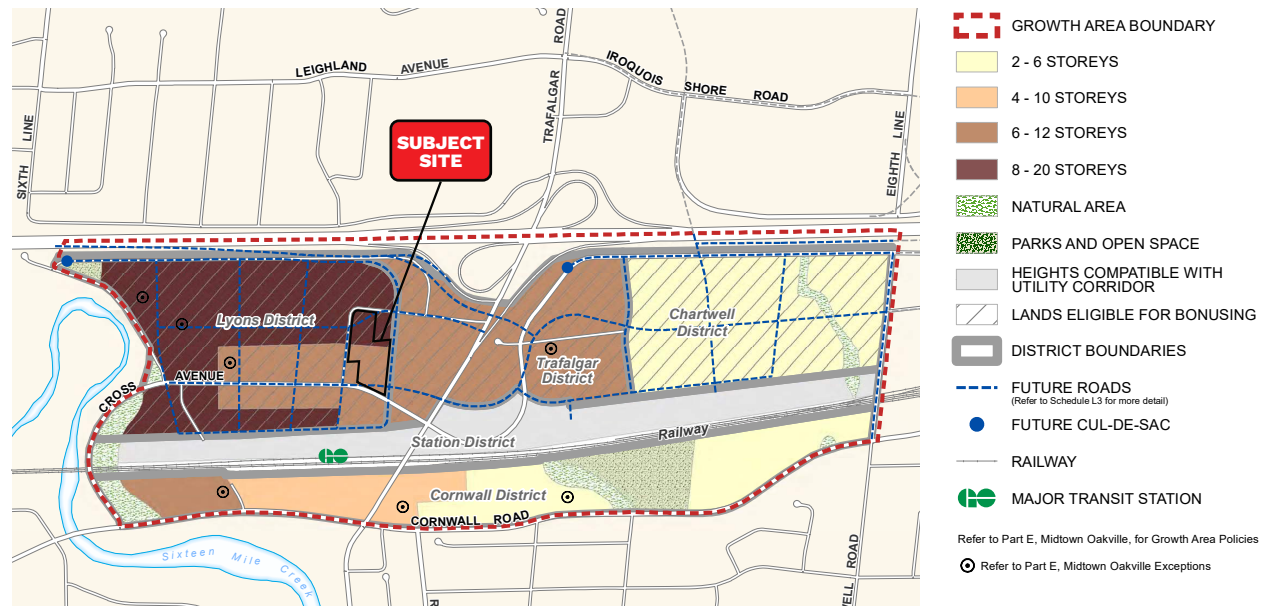 LEIGHLAND AVENUE
IROQUOIS SHORE ROAD
TRAFALGAR ROAD
SIXTH LINE
EIGHTH LINE
SUBJECT
SITE
Lyons District
Chartwell
District
Trafalgar
District
CROSS AVENUE
Station District
Railway
Cornwall District
CORNWALL ROAD
Sixteen Mile Creek
GROWTH AREA BOUNDARY
2 - 6 STOREYS
4 - 10 STOREYS
6 - 12 STOREYS
8 - 20 STOREYS
NATURAL AREA
PARKS AND OPEN SPACE
HEIGHTS COMPATIBLE WITH
UTILITY CORRIDOR
LANDS ELIGIBLE FOR BONUSING
DISTRICT BOUNDARIES
FUTURE ROADS
(Refer to Schedule L3 for more detail)
FUTURE CUL-DE-SAC
RAILWAY
GO
MAJOR TRANSIT STATION
Refer to Part E, Midtown Oakville, for Growth Area Policies
Refer to Part E, Midtown Oakville Exceptions
ROAD